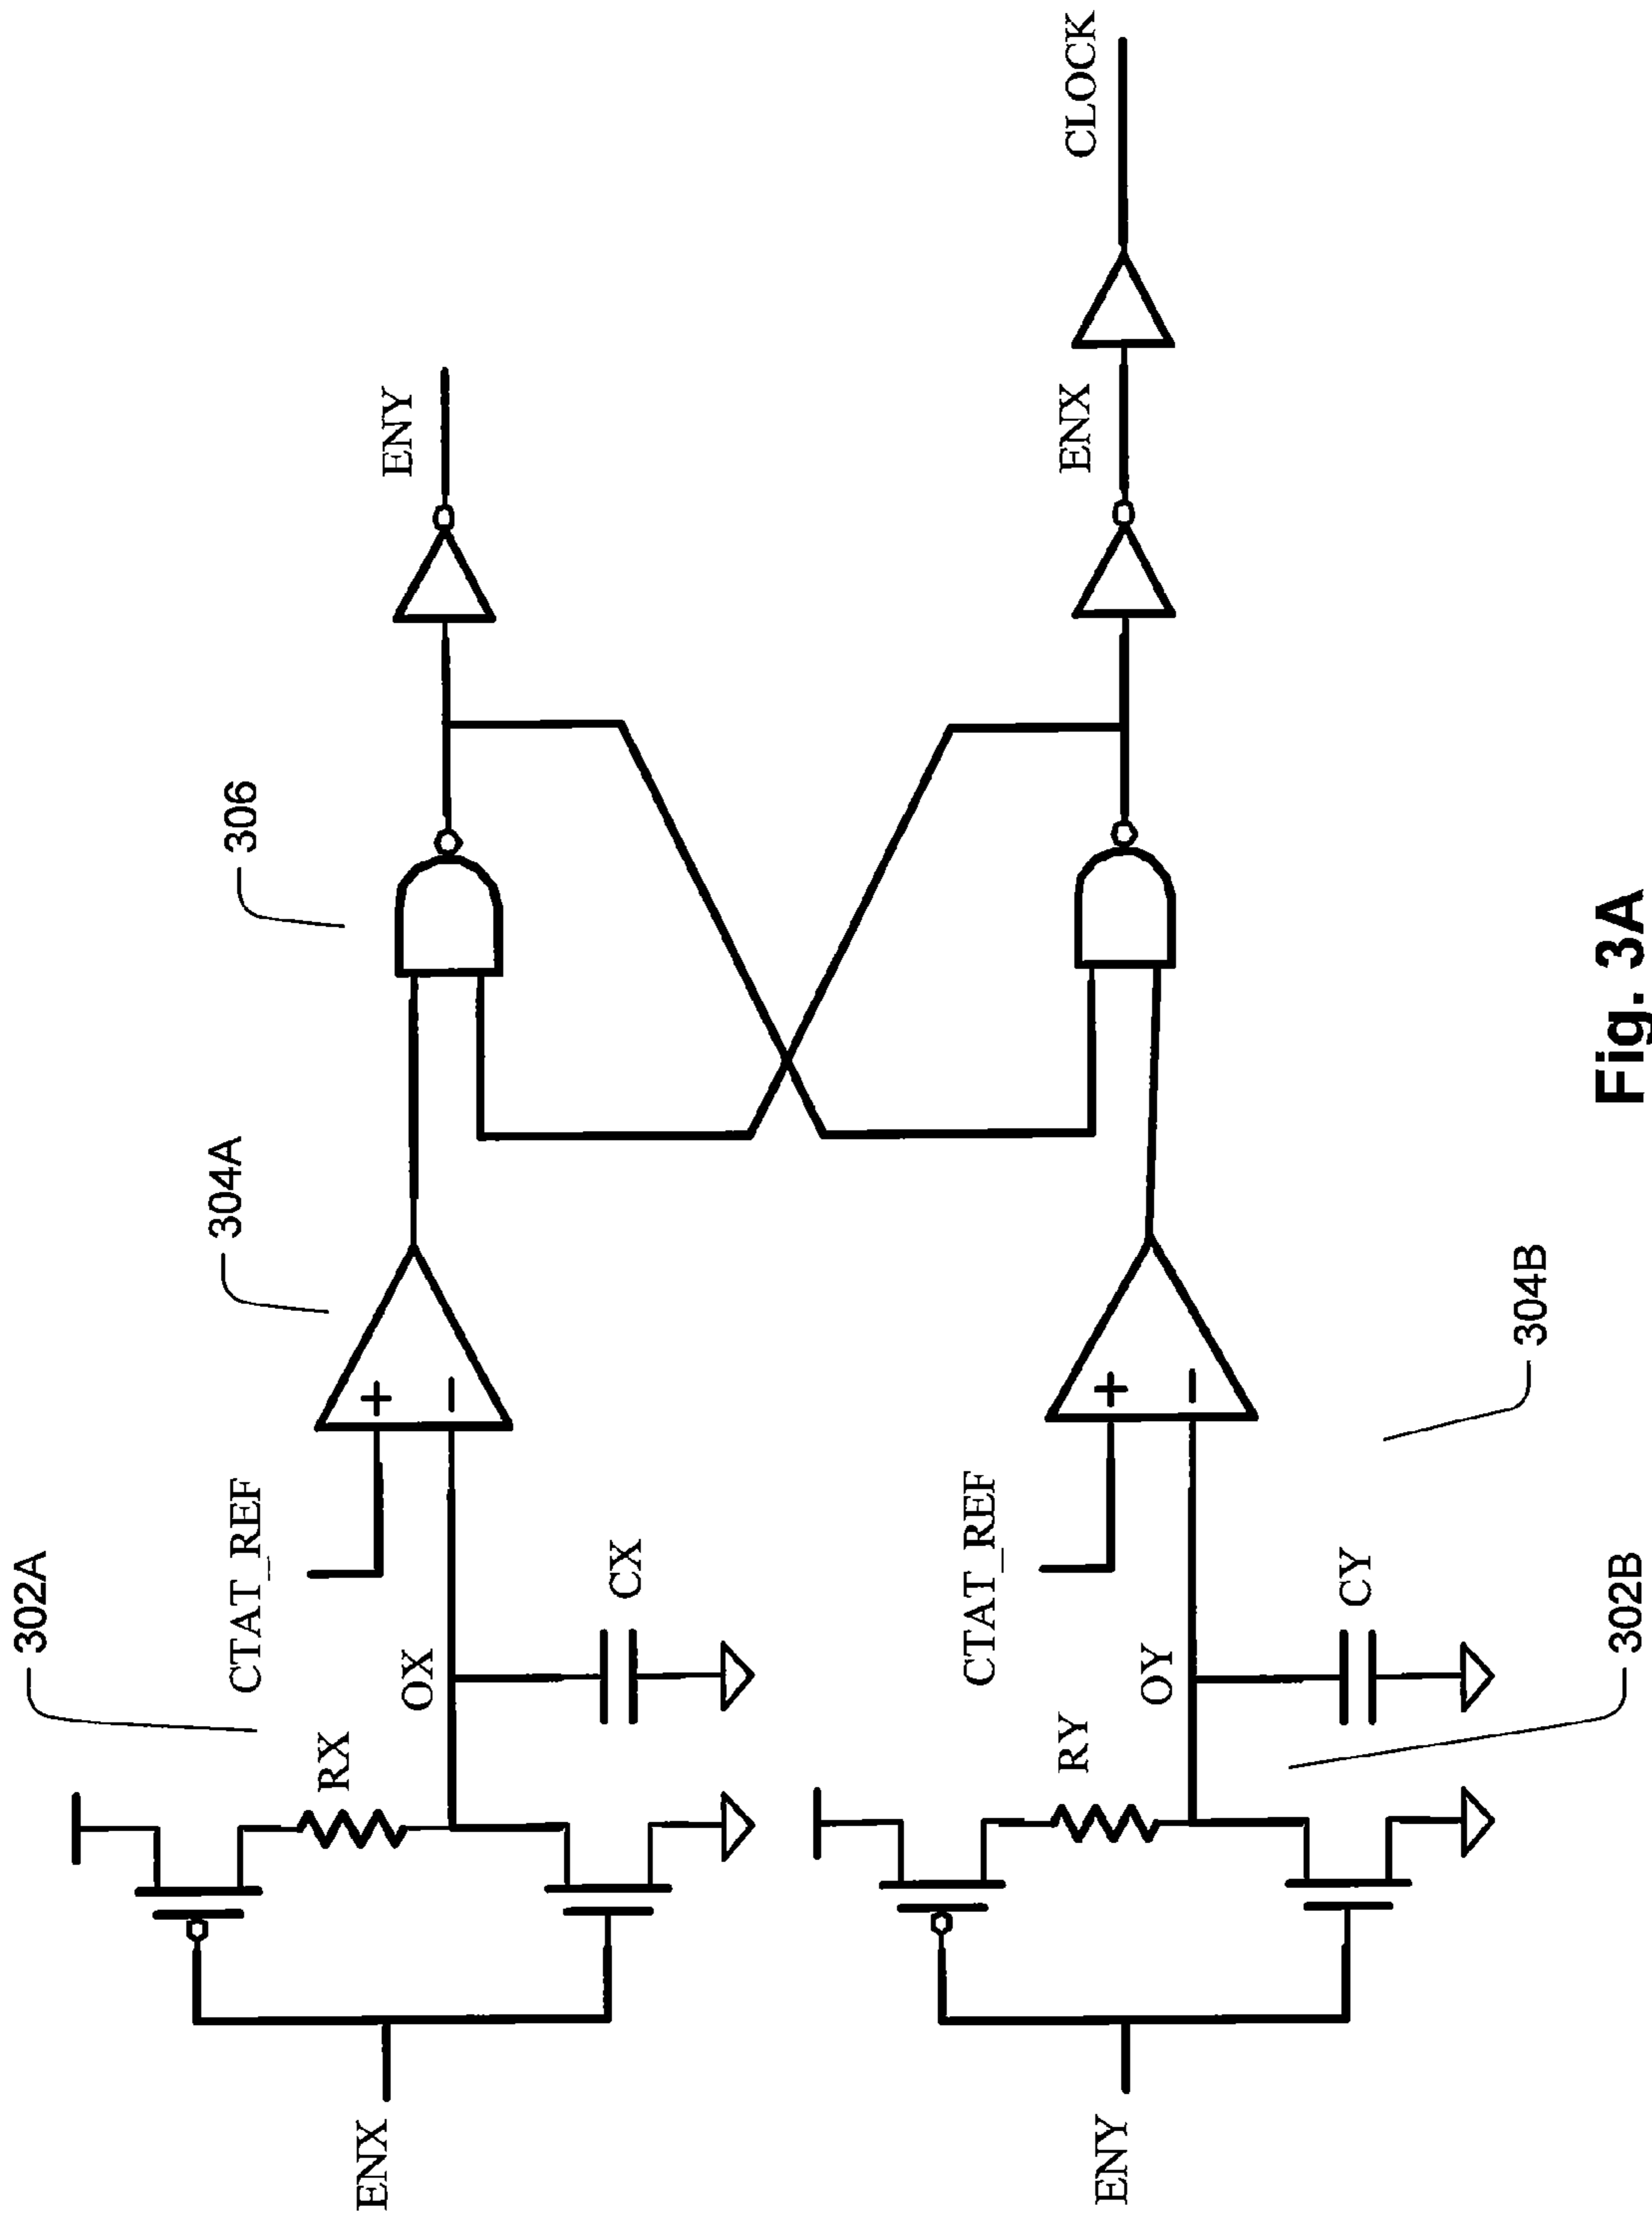 302A
304A
306
CTAT_REF
ENY
RX
OX
CX
ENX
CTAT_REF
ENX
CLOCK
RY
OY
CY
ENY
304B
302B
+
−
+
−
Fig. 3A